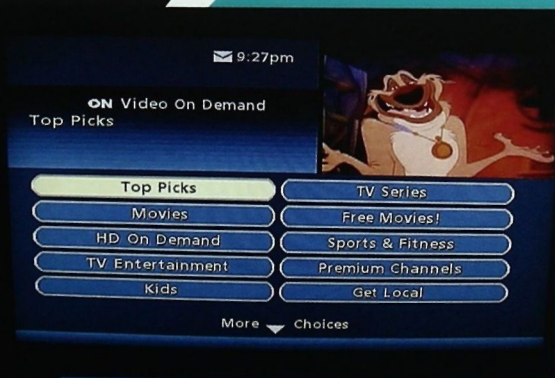 9:27pm
ON Video On Demand
Top Picks
Top Picks
TV Series
Movies
Free Movies!
HD On Demand
Sports & Fitness
TV Entertainment
Premium Channels
Kids
Get Local
More Choices